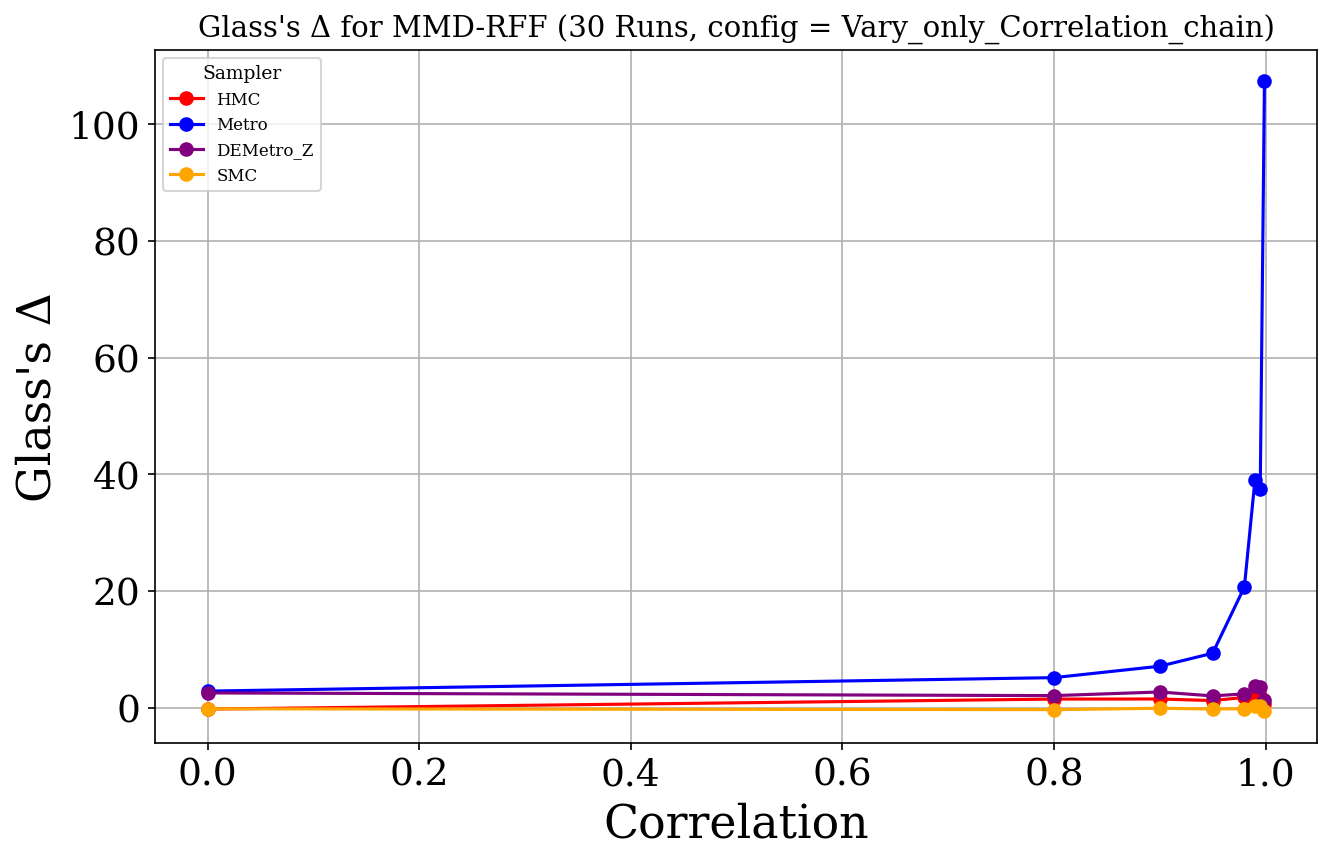 Glass's Δ for MMD-RFF (30 Runs, config = Vary_only_Correlation_chain)
Sampler
HMC
Metro
DEMetro_Z
SMC
100
80
60
40
20
0
Glass's Δ
0.0 0.2 0.4 0.6 0.8 1.0
Correlation